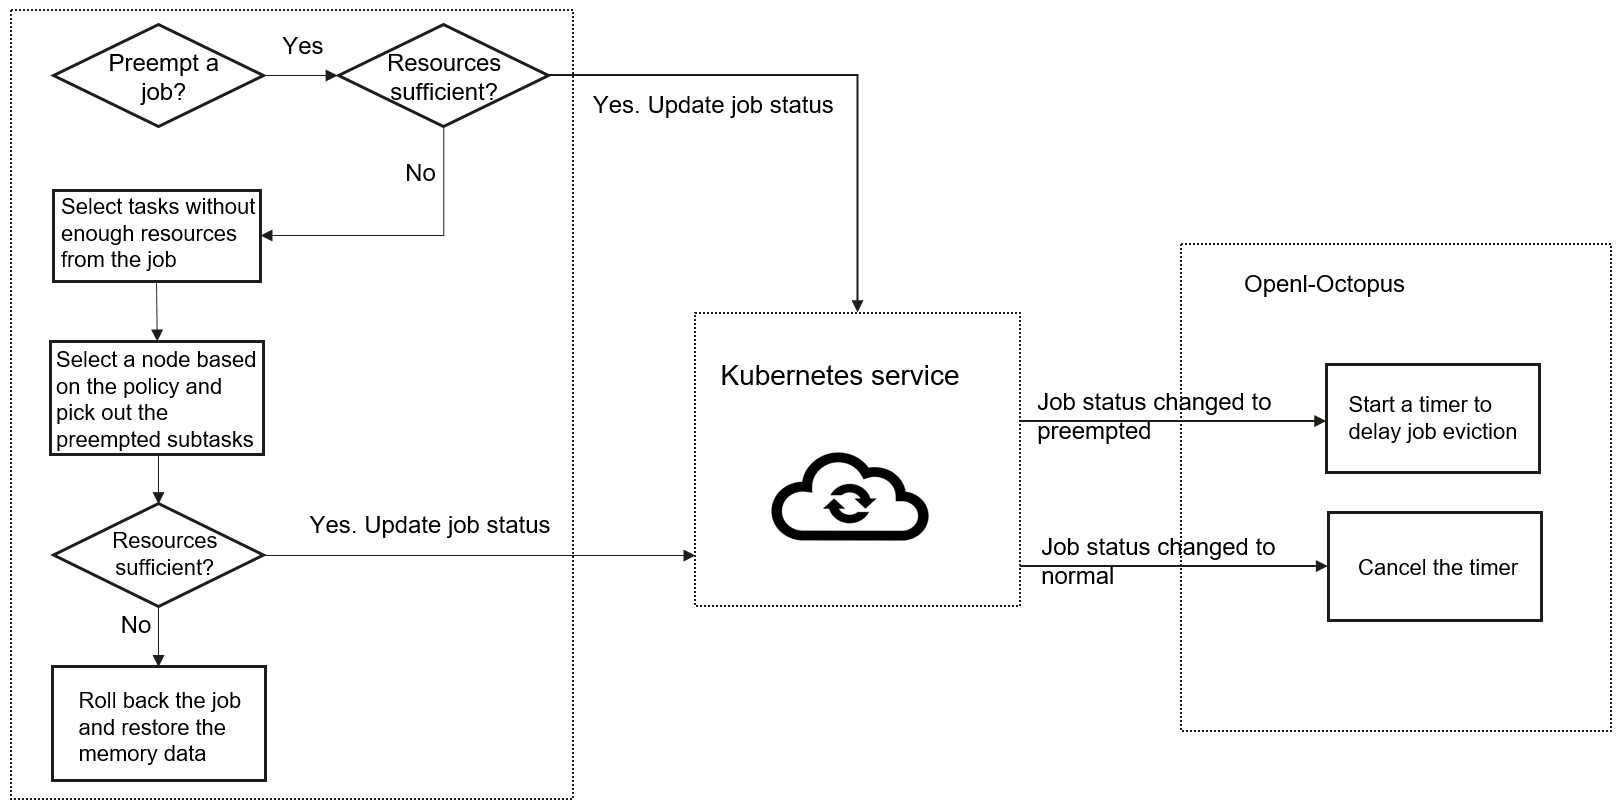 Preempt a
job?
Yes
Resources
sufficient?
Yes. Update job status
No
Select tasks without
enough resources
from the job
Select a node based
on the policy and
pick out the
preempted subtasks
Resources
sufficient?
Yes. Update job status
No
Roll back the job
and restore the
memory data
Kubernetes service
Job status changed to
preempted
Job status changed to
normal
OpenI-Octopus
Start a timer to
delay job eviction
Cancel the timer